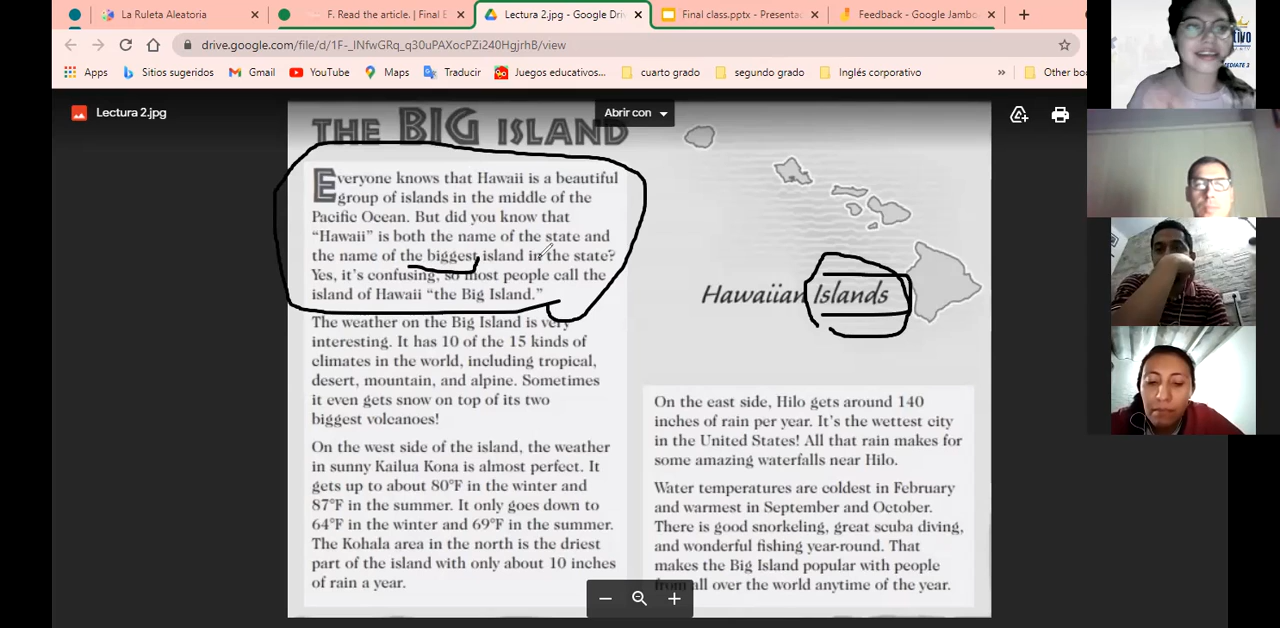 La Ruleta Aleatoria
F. Read the article. | Final E
Lectura 2.jpg - Google Dri
Final class.pptx - Presentac
Feedback - Google Jambo
drive.google.com/file/d/1F-_INfwGRq_q30uPAXocPZi240HgjrhB/view
Apps
Sitios sugeridos
Gmail
YouTube
Maps
Traducir
Juegos educativos...
cuarto grado
segundo grado
Inglés corporativo
»
Other bo
Lectura 2.jpg
Abrir con
THE BIG ISLAND
Everyone knows that Hawaii is a beautiful
group of islands in the middle of the
Pacific Ocean. But did you know that
“Hawaii” is both the name of the state and
the name of the biggest island in the state?
Yes, it’s confusing, so most people call the
island of Hawaii “the Big Island.”
The weather on the Big Island is very
interesting. It has 10 of the 15 kinds of
climates in the world, including tropical,
desert, mountain, and alpine. Sometimes
it even gets snow on top of its two
biggest volcanoes!
On the west side of the island, the weather
in sunny Kailua Kona is almost perfect. It
gets up to about 80°F in the winter and
87°F in the summer. It only goes down to
64°F in the winter and 69°F in the summer.
The Kohala area in the north is the driest
part of the island with only about 10 inches
of rain a year.
Hawaiian Islands
On the east side, Hilo gets around 140
inches of rain per year. It’s the wettest city
in the United States! All that rain makes for
some amazing waterfalls near Hilo.
Water temperatures are coldest in February
and warmest in September and October.
There is good snorkeling, great scuba diving,
and wonderful fishing year-round. That
makes the Big Island popular with people
from all over the world anytime of the year.